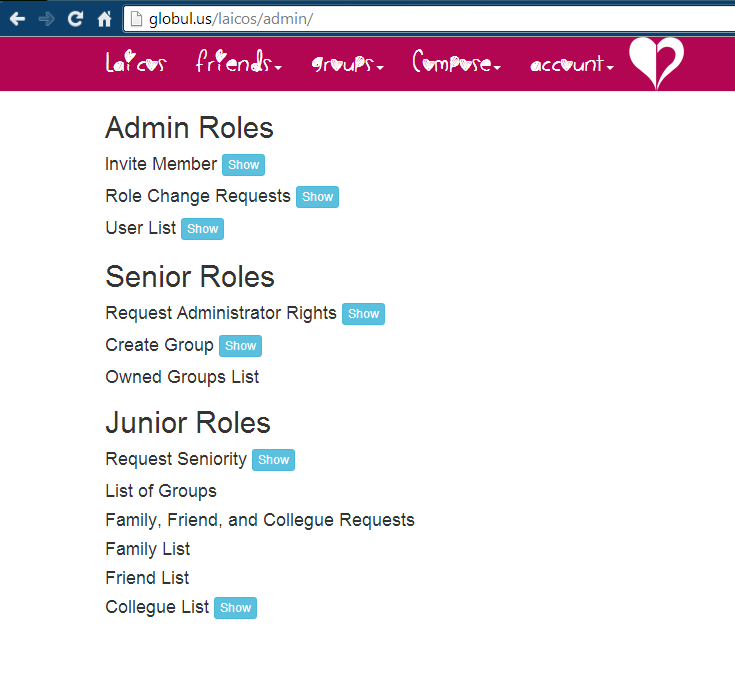 globul.us/laicos/admin/
Laicos friends groups Compose account
Admin Roles
Invite Member Show
Role Change Requests Show
User List Show
Senior Roles
Request Administrator Rights Show
Create Group Show
Owned Groups List
Junior Roles
Request Seniority Show
List of Groups
Family, Friend, and Collegue Requests
Family List
Friend List
Collegue List Show